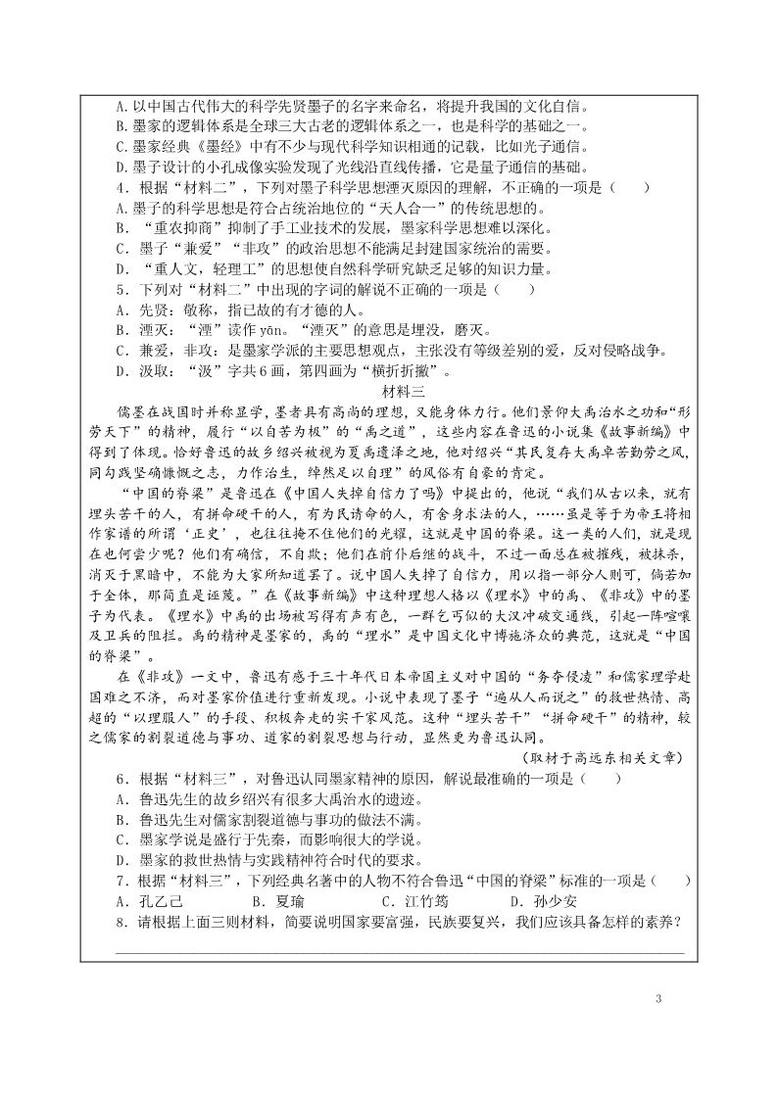 A.以中国古代伟大的科学先贤墨子的名字来命名，将提升我国的文化自信。
B.墨家的逻辑体系是全球三大古老的逻辑体系之一，也是科学的基础之一。
C.墨家经典《墨经》中有不少与现代科学知识相通的记载，比如光子通信。
D.墨子设计的小孔成像实验发现了光线沿直线传播，它是量子通信的基础。
4．根据“材料二”，下列对墨子科学思想湮灭原因的理解，不正确的一项是（　　）
A.墨子的科学思想是符合占统治地位的“天人合一”的传统思想的。
B．“重农抑商”抑制了手工业技术的发展，墨家科学思想难以深化。
C．墨子“兼爱”“非攻”的政治思想不能满足封建国家统治的需要。
D．“重人文，轻理工”的思想使自然科学研究缺乏足够的知识力量。
5．下列对“材料二”中出现的字词的解说不正确的一项是（　　）
A．先贤：敬称，指已故的有才德的人。
B．湮灭：“湮”读作 yān。“湮灭”的意思是埋没，磨灭。
C．兼爱，非攻：是墨家学派的主要思想观点，主张没有等级差别的爱，反对侵略战争。
D．汲取：“汲”字共 6 画，第四画为“横折折撇”。
材料三
儒墨在战国时并称显学，墨者具有高尚的理想，又能身体力行。他们景仰大禹治水之功和“形
劳天下”的精神，履行“以自苦为极”的“禹之道”，这些内容在鲁迅的小说集《故事新编》中
得到了体现。恰好鲁迅的故乡绍兴被视为夏禹遗泽之地，他对绍兴“其民复存大禹卓苦勤劳之风，
同勾践坚确慷慨之志，力作治生，绰然足以自理”的风俗有自豪的肯定。
“中国的脊梁”是鲁迅在《中国人失掉自信力了吗》中提出的，他说“我们从古以来，就有
埋头苦干的人，有拼命硬干的人，有为民请命的人，有舍身求法的人，……虽是等于为帝王将相
作家谱的所谓‘正史’，也往往掩不住他们的光耀，这就是中国的脊梁。这一类的人们，就是现
在也何尝少呢？他们有确信，不自欺；他们在前仆后继的战斗，不过一面总在被摧残，被抹杀，
消灭于黑暗中，不能为大家所知道罢了。说中国人失掉了自信力，用以指一部分人则可，倘若加
于全体，那简直是诬蔑。”在《故事新编》中这种理想人格以《理水》中的禹、《非攻》中的墨
子为代表。《理水》中禹的出场被写得有声有色，一群乞丐似的大汉冲破交通线，引起一阵喧嚷
及卫兵的阻拦。禹的精神是墨家的，禹的“理水”是中国文化中博施济众的典范，这就是“中国
的脊梁”。
在《非攻》一文中，鲁迅有感于三十年代日本帝国主义对中国的“务夺侵凌”和儒家理学赴
国难之不济，而对墨家价值进行重新发现。小说中表现了墨子“遍从人而说之”的救世热情、高
超的“以理服人”的手段、积极奔走的实干家风范。这种“埋头苦干”“拼命硬干”的精神，较
之儒家的割裂道德与事功、道家的割裂思想与行动，显然更为鲁迅认同。
（取材于高远东相关文章）
6．根据“材料三”，对鲁迅认同墨家精神的原因，解说最准确的一项是（　　）
A．鲁迅先生的故乡绍兴有很多大禹治水的遗迹。
B．鲁迅先生对儒家割裂道德与事功的做法不满。
C．墨家学说是盛行于先秦，而影响很大的学说。
D．墨家的救世热情与实践精神符合时代的要求。
7．根据“材料三”，下列经典名著中的人物不符合鲁迅“中国的脊梁”标准的一项是（　　）
A．孔乙己　　B．夏瑜　　C．江竹筠　　D．孙少安
8．请根据上面三则材料，简要说明国家要富强，民族要复兴，我们应该具备怎样的素养？
3